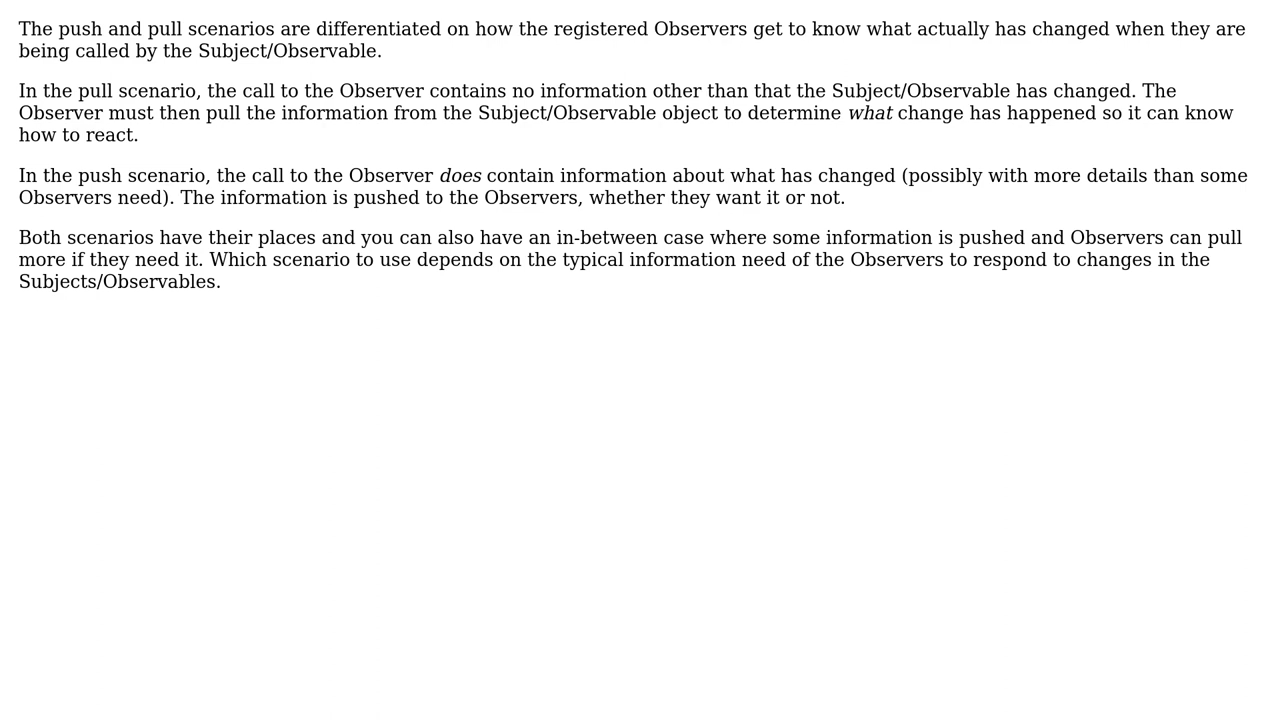 The push and pull scenarios are differentiated on how the registered Observers get to know what actually has changed when they are
being called by the Subject/Observable.
In the pull scenario, the call to the Observer contains no information other than that the Subject/Observable has changed. The
Observer must then pull the information from the Subject/Observable object to determine what change has happened so it can know
how to react.
In the push scenario, the call to the Observer does contain information about what has changed (possibly with more details than some
Observers need). The information is pushed to the Observers, whether they want it or not.
Both scenarios have their places and you can also have an in-between case where some information is pushed and Observers can pull
more if they need it. Which scenario to use depends on the typical information need of the Observers to respond to changes in the
Subjects/Observables.